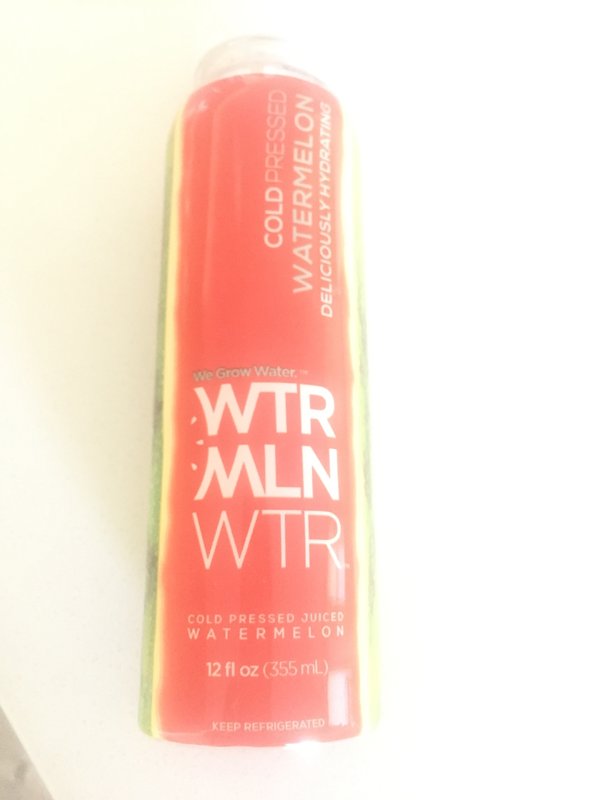 COLD PRESSED
WATERMELON
DELICIOUSLY HYDRATING
We Grow Water.™
WTR
MLN
WTR
COLD PRESSED JUICED
WATERMELON
12 fl oz (355 mL)
KEEP REFRIGERATED